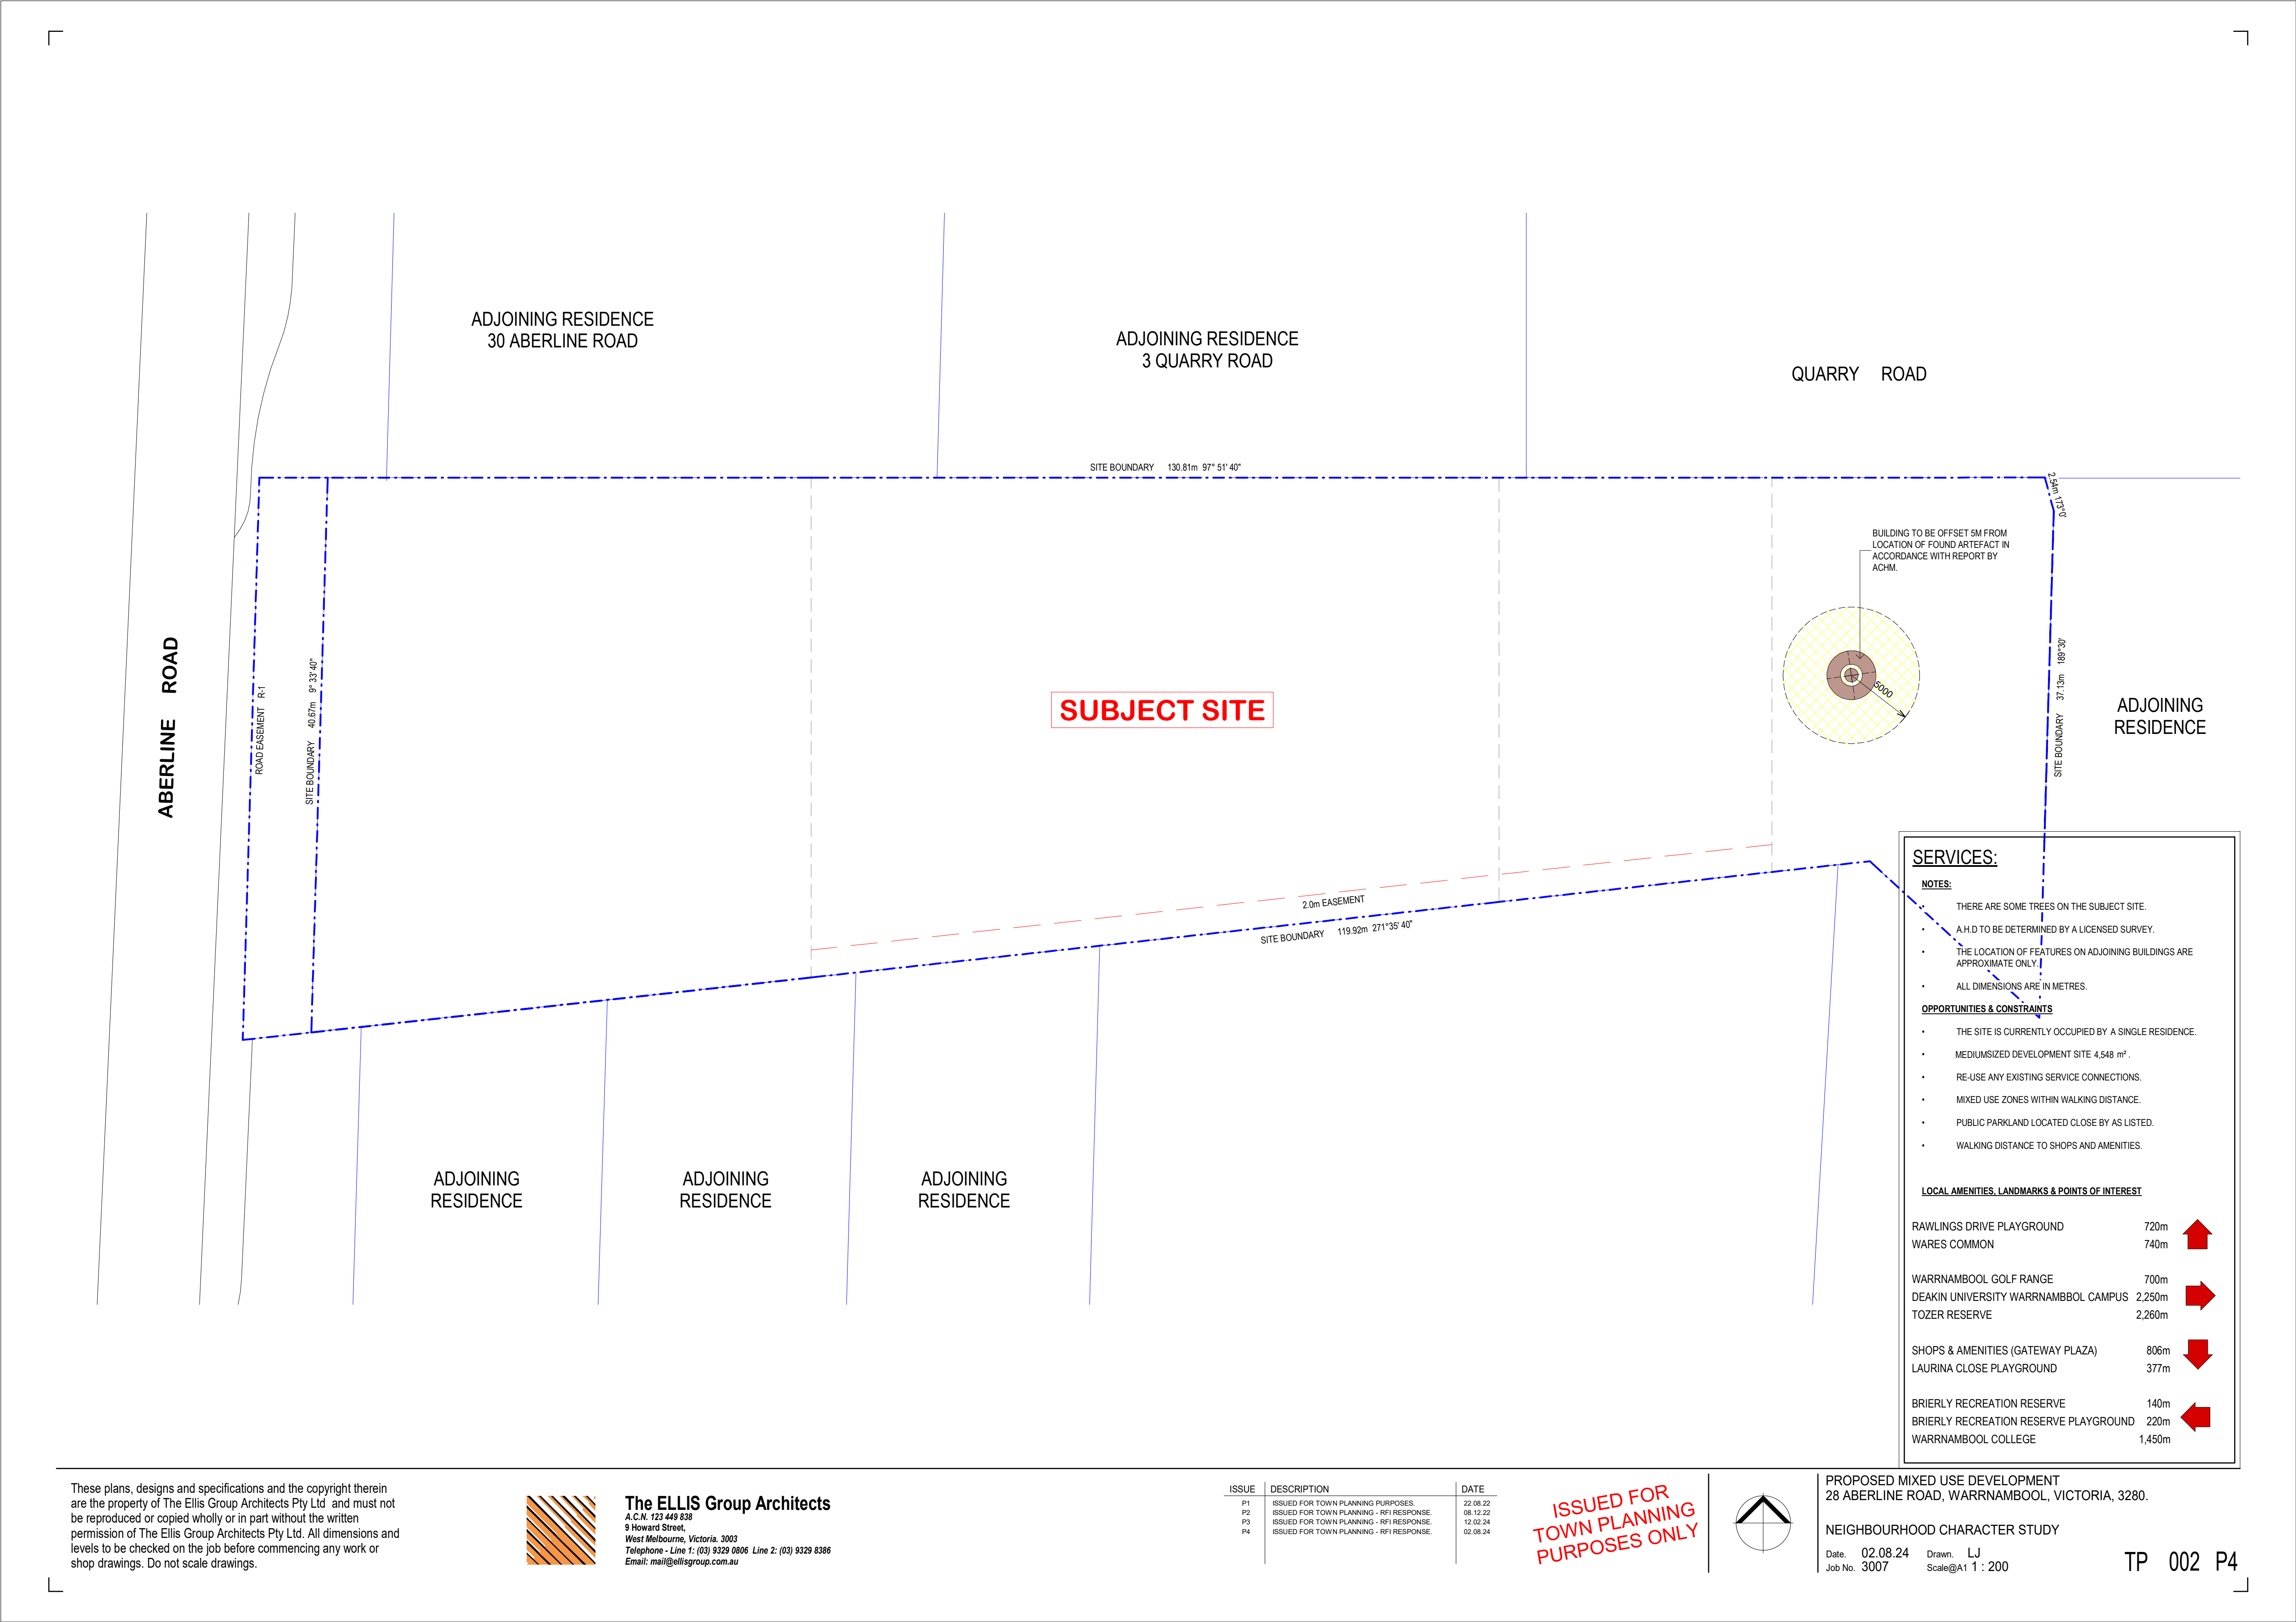 ADJOINING RESIDENCE
30 ABERLINE ROAD
ADJOINING RESIDENCE
3 QUARRY ROAD
QUARRY ROAD
SITE BOUNDARY 130.81m 97° 51' 40"
2.54m 173°0'
BUILDING TO BE OFFSET 5M FROM
LOCATION OF FOUND ARTEFACT IN
ACCORDANCE WITH REPORT BY
ACHM.
5000
ABERLINE ROAD
ROAD EASEMENT R-1
SITE BOUNDARY 40.67m 9° 33' 40"
SUBJECT SITE
SITE BOUNDARY 37.13m 189°30'
ADJOINING
RESIDENCE
2.0m EASEMENT
SITE BOUNDARY 119.92m 271°35' 40"
ADJOINING
RESIDENCE
ADJOINING
RESIDENCE
ADJOINING
RESIDENCE
SERVICES:
NOTES:
• THERE ARE SOME TREES ON THE SUBJECT SITE.
• A.H.D TO BE DETERMINED BY A LICENSED SURVEY.
• THE LOCATION OF FEATURES ON ADJOINING BUILDINGS ARE
APPROXIMATE ONLY.
• ALL DIMENSIONS ARE IN METRES.
OPPORTUNITIES & CONSTRAINTS
• THE SITE IS CURRENTLY OCCUPIED BY A SINGLE RESIDENCE.
• MEDIUMSIZED DEVELOPMENT SITE 4,548 m² .
• RE-USE ANY EXISTING SERVICE CONNECTIONS.
• MIXED USE ZONES WITHIN WALKING DISTANCE.
• PUBLIC PARKLAND LOCATED CLOSE BY AS LISTED.
• WALKING DISTANCE TO SHOPS AND AMENITIES.
LOCAL AMENITIES, LANDMARKS & POINTS OF INTEREST
RAWLINGS DRIVE PLAYGROUND 720m
WARES COMMON 740m
WARRNAMBOOL GOLF RANGE 700m
DEAKIN UNIVERSITY WARRNAMBBOL CAMPUS 2,250m
TOZER RESERVE 2,260m
SHOPS & AMENITIES (GATEWAY PLAZA) 806m
LAURINA CLOSE PLAYGROUND 377m
BRIERLY RECREATION RESERVE 140m
BRIERLY RECREATION RESERVE PLAYGROUND 220m
WARRNAMBOOL COLLEGE 1,450m
These plans, designs and specifications and the copyright therein
are the property of The Ellis Group Architects Pty Ltd and must not
be reproduced or copied wholly or in part without the written
permission of The Ellis Group Architects Pty Ltd. All dimensions and
levels to be checked on the job before commencing any work or
shop drawings. Do not scale drawings.
The ELLIS Group Architects
A.C.N. 123 449 838
9 Howard Street,
West Melbourne, Victoria. 3003
Telephone - Line 1: (03) 9329 0806 Line 2: (03) 9329 8386
Email: mail@ellisgroup.com.au
ISSUE DESCRIPTION DATE
P1 ISSUED FOR TOWN PLANNING PURPOSES. 22.08.22
P2 ISSUED FOR TOWN PLANNING - RFI RESPONSE. 08.12.22
P3 ISSUED FOR TOWN PLANNING - RFI RESPONSE. 12.02.24
P4 ISSUED FOR TOWN PLANNING - RFI RESPONSE. 02.08.24
ISSUED FOR
TOWN PLANNING
PURPOSES ONLY
PROPOSED MIXED USE DEVELOPMENT
28 ABERLINE ROAD, WARRNAMBOOL, VICTORIA, 3280.
NEIGHBOURHOOD CHARACTER STUDY
Date. 02.08.24 Drawn. LJ
Job No. 3007 Scale@A1 1 : 200
TP 002 P4